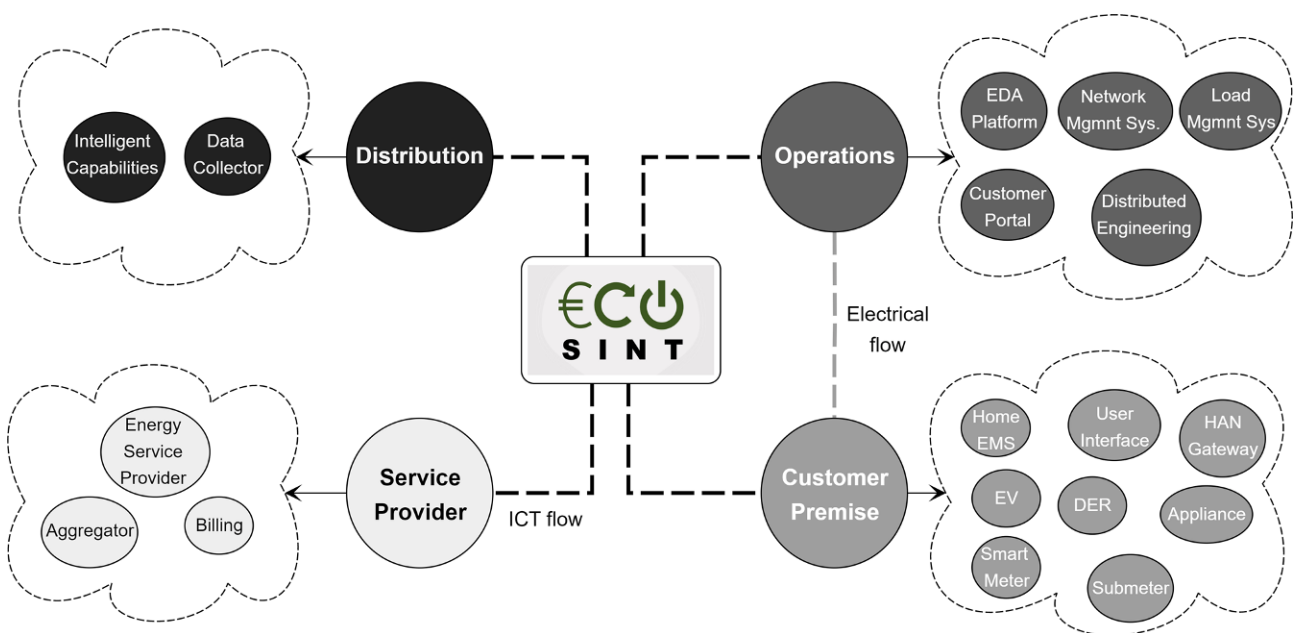 Intelligent
Capabilities
Data
Collector
Distribution
Operations
EDA
Platform
Network
Mgmnt Sys.
Load
Mgmnt Sys
Customer
Portal
Distributed
Engineering
€CO
SINT
Electrical
flow
Energy
Service
Provider
Aggregator
Billing
Service
Provider
ICT flow
Customer
Premise
Home
EMS
User
Interface
HAN
Gateway
EV
DER
Appliance
Smart
Meter
Submeter